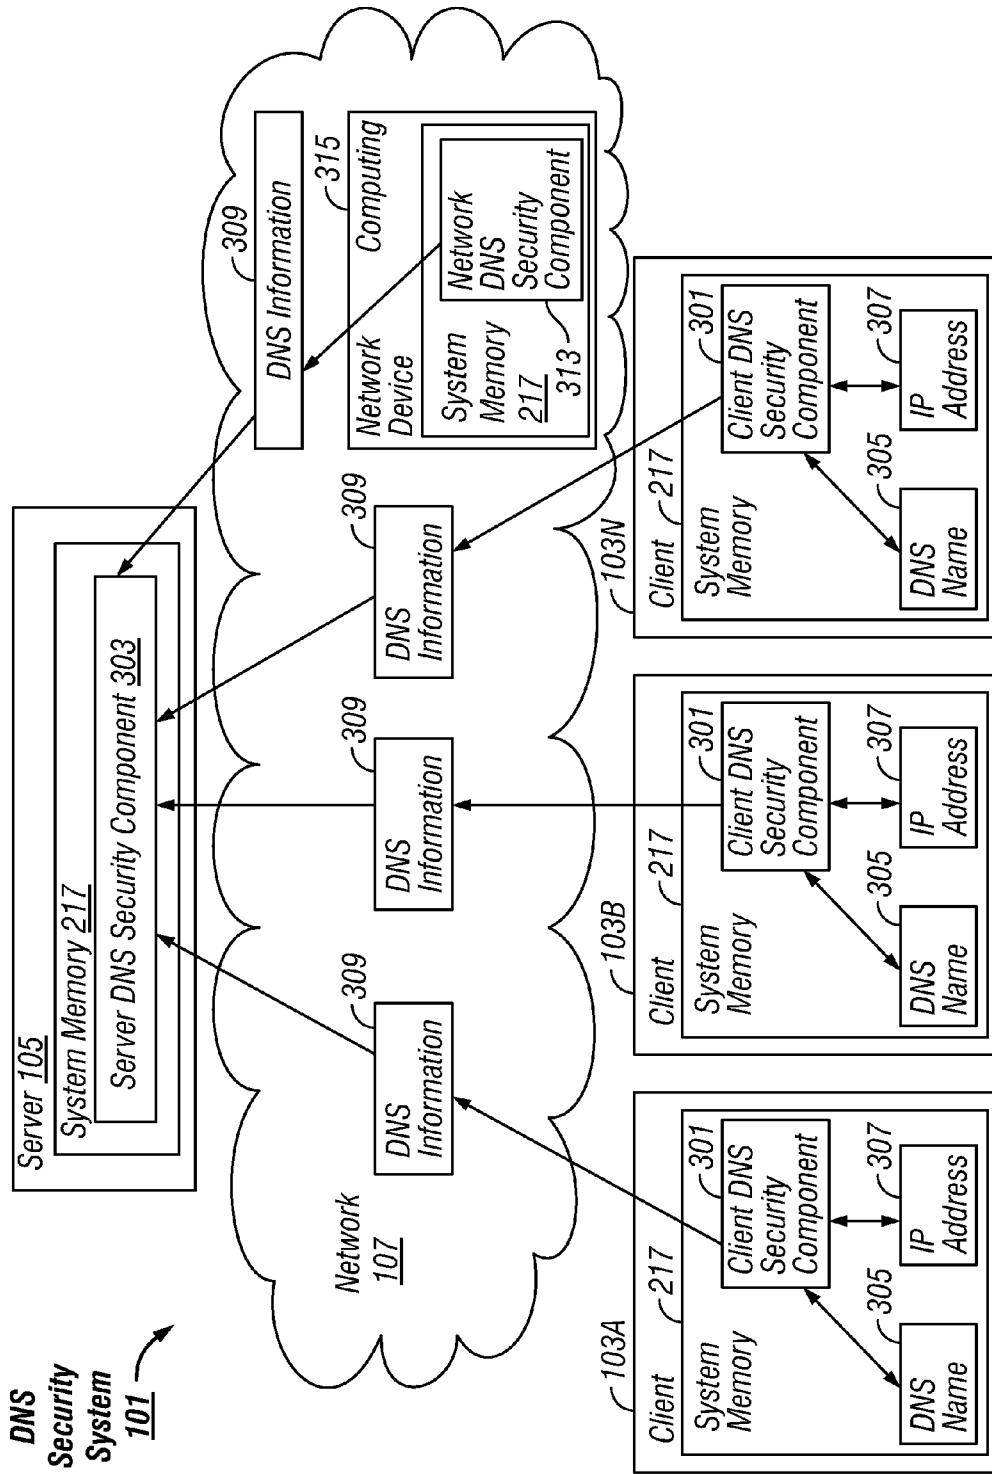 DNS
Security
System
101
Server 105
System Memory 217
Server DNS Security Component 303
Network
107
309
DNS
Information
309
DNS
Information
309
DNS
Information
309
DNS Information
315
Network Computing
Device
System
Memory
217
Network
DNS
Security
Component
313
103A
Client
217
System
Memory
301
Client DNS
Security
Component
305
DNS
Name
307
IP
Address
103B
Client
217
System
Memory
301
Client DNS
Security
Component
305
DNS
Name
307
IP
Address
103N
Client
217
System
Memory
301
Client DNS
Security
Component
305
DNS
Name
307
IP
Address